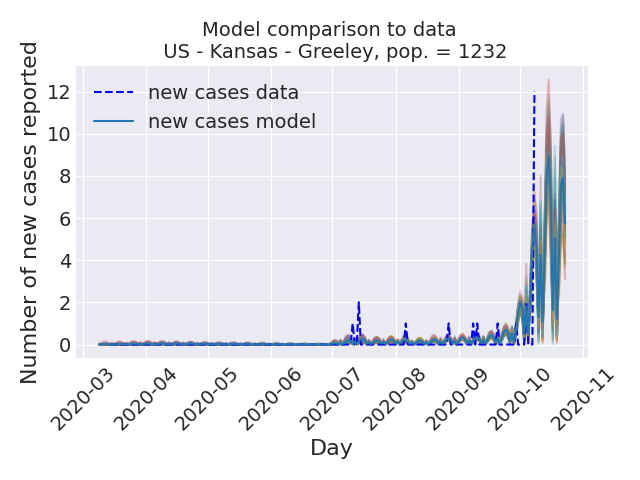 Model comparison to data
US - Kansas - Greeley, pop. = 1232
Number of new cases reported
12
10
8
6
4
2
0
new cases data
new cases model
2020-03
2020-04
2020-05
2020-06
2020-07
2020-08
2020-09
2020-10
2020-11
Day